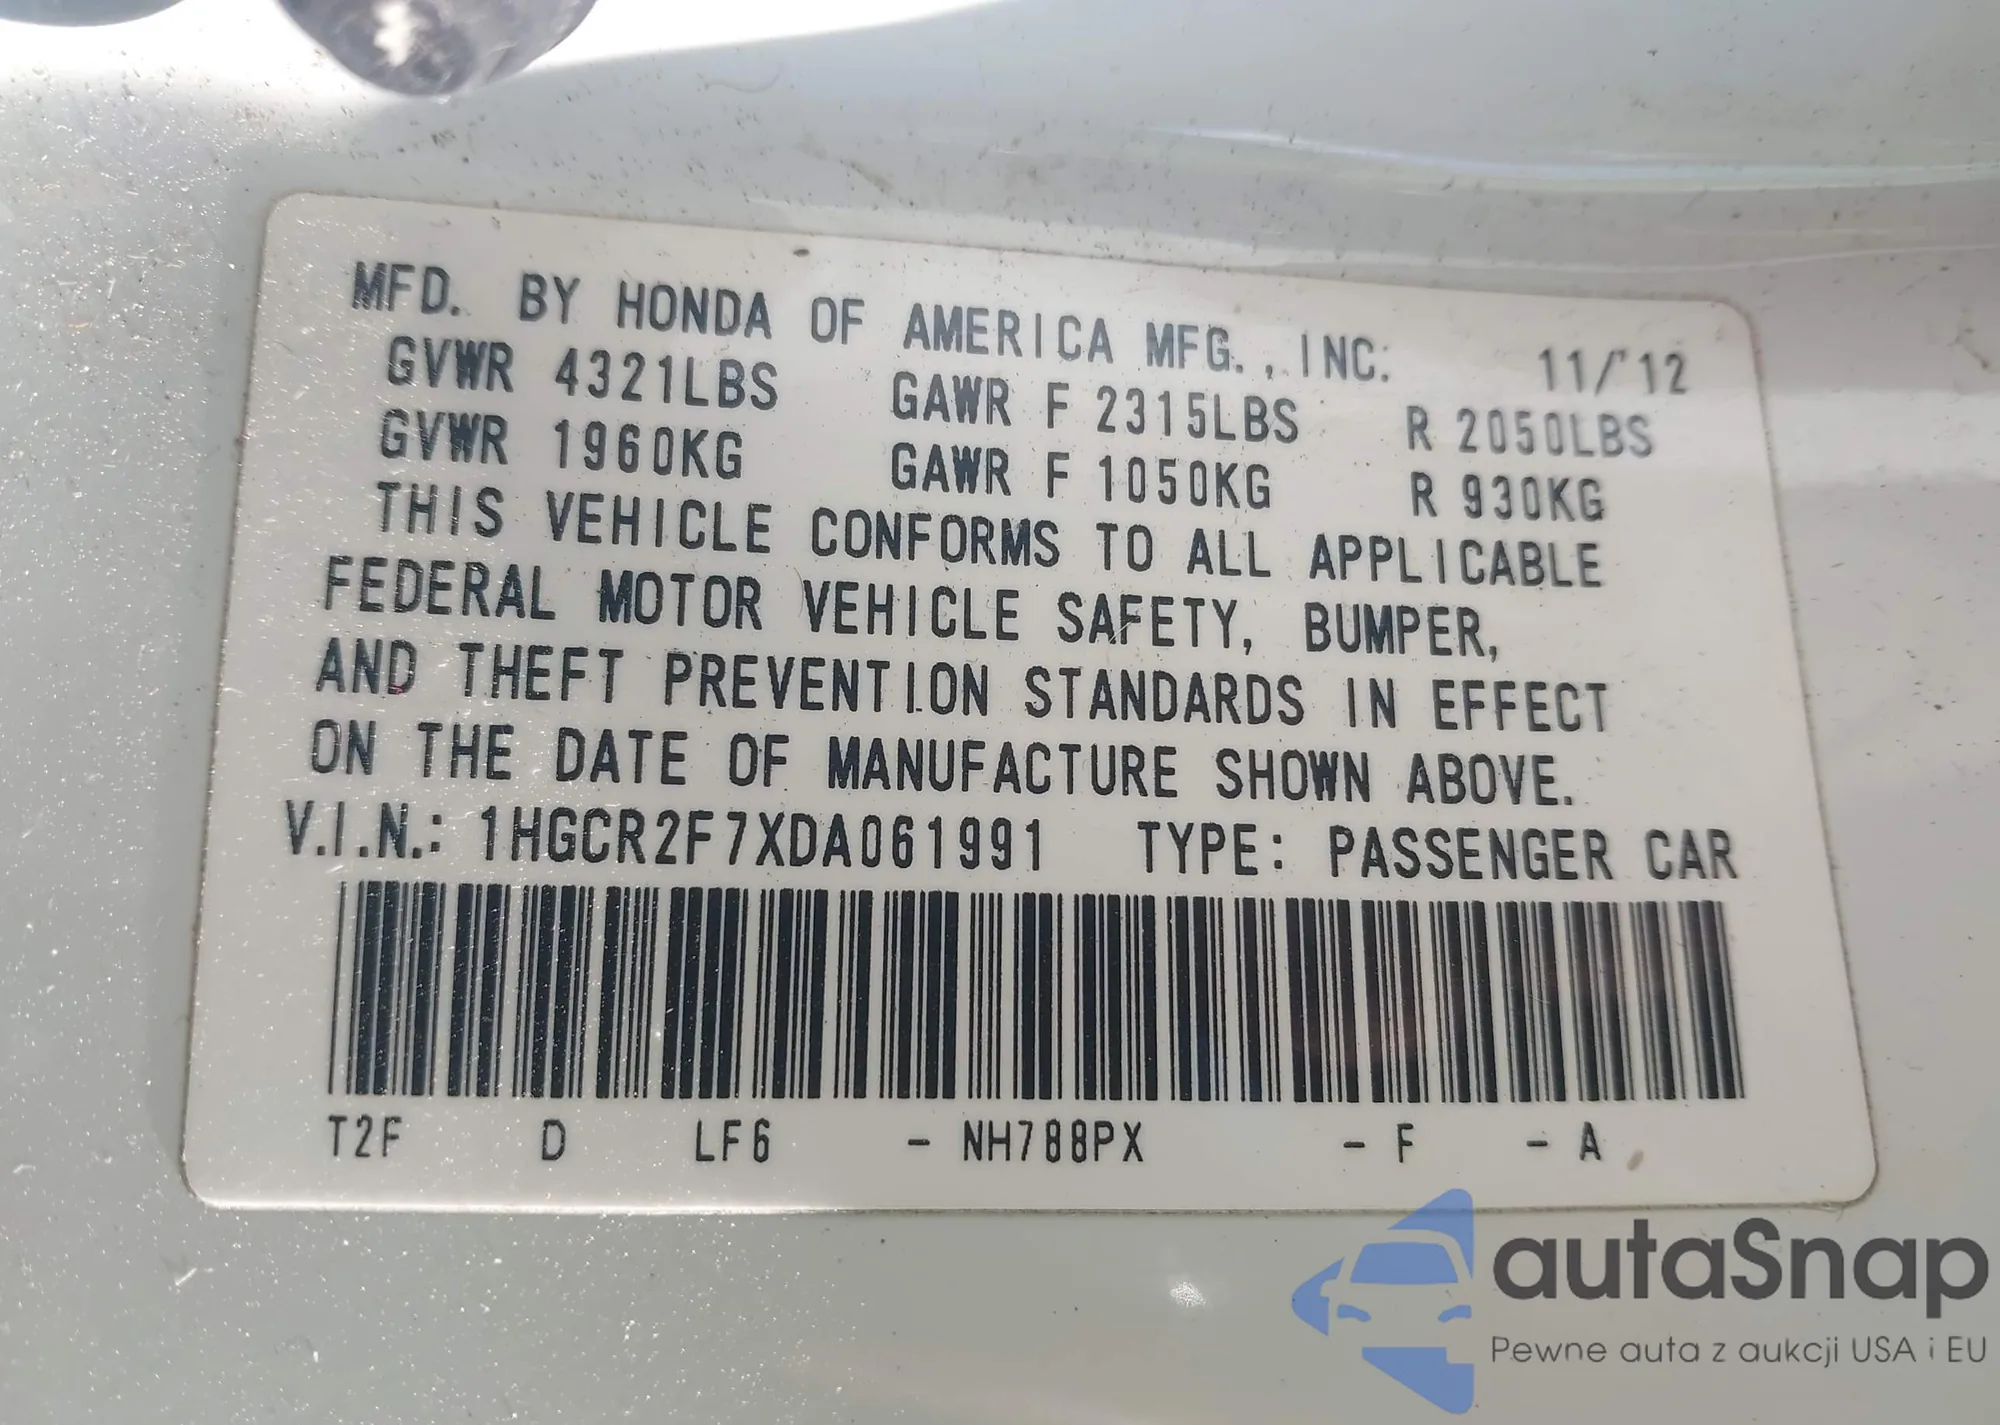 MFD. BY HONDA OF AMERICA MFG., INC. 11/'12
GVWR 4321LBS GAWR F 2315LBS R 2050LBS
GVWR 1960KG GAWR F 1050KG R 930KG
THIS VEHICLE CONFORMS TO ALL APPLICABLE
FEDERAL MOTOR VEHICLE SAFETY, BUMPER,
AND THEFT PREVENTION STANDARDS IN EFFECT
ON THE DATE OF MANUFACTURE SHOWN ABOVE.
V.I.N.: 1HGCR2F7XDA061991 TYPE: PASSENGER CAR
T2F D LF6 - NH788PX - F - A
autaSnap
Pewne auta z aukcji USA i EU